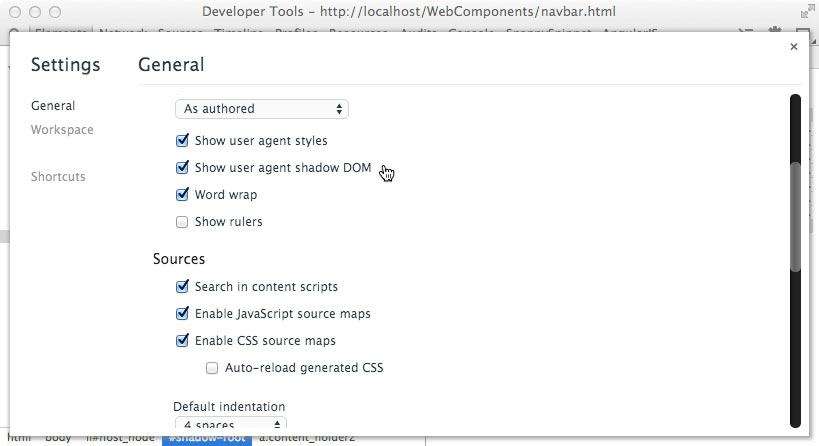 Developer Tools - http://localhost/WebComponents/navbar.html
Settings
General
×
General
Workspace
Shortcuts
As authored
Show user agent styles
Show user agent shadow DOM
Word wrap
Show rulers
Sources
Search in content scripts
Enable JavaScript source maps
Enable CSS source maps
Auto-reload generated CSS
Default indentation
4 spaces
html body #host_node #shadow-root a.content_holder2